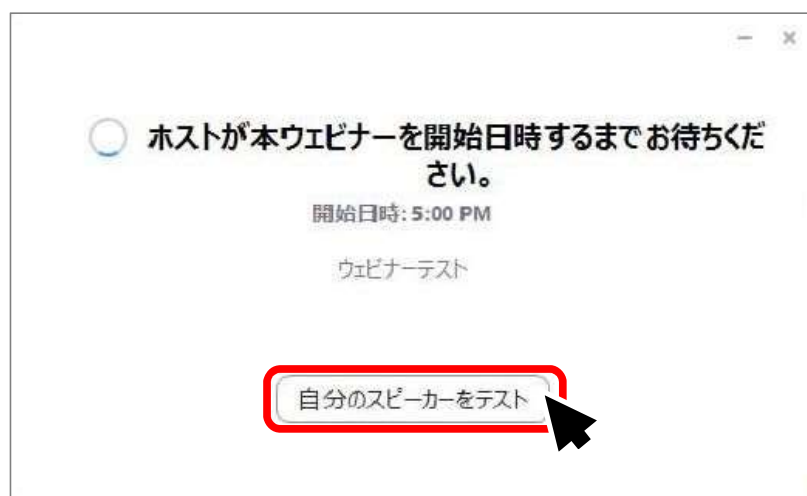 ホストが本ウェビナーを開始日時するまでお待ちくだ
さい。
開始日時: 5:00 PM
ウェビナーテスト
自分のスピーカーをテスト